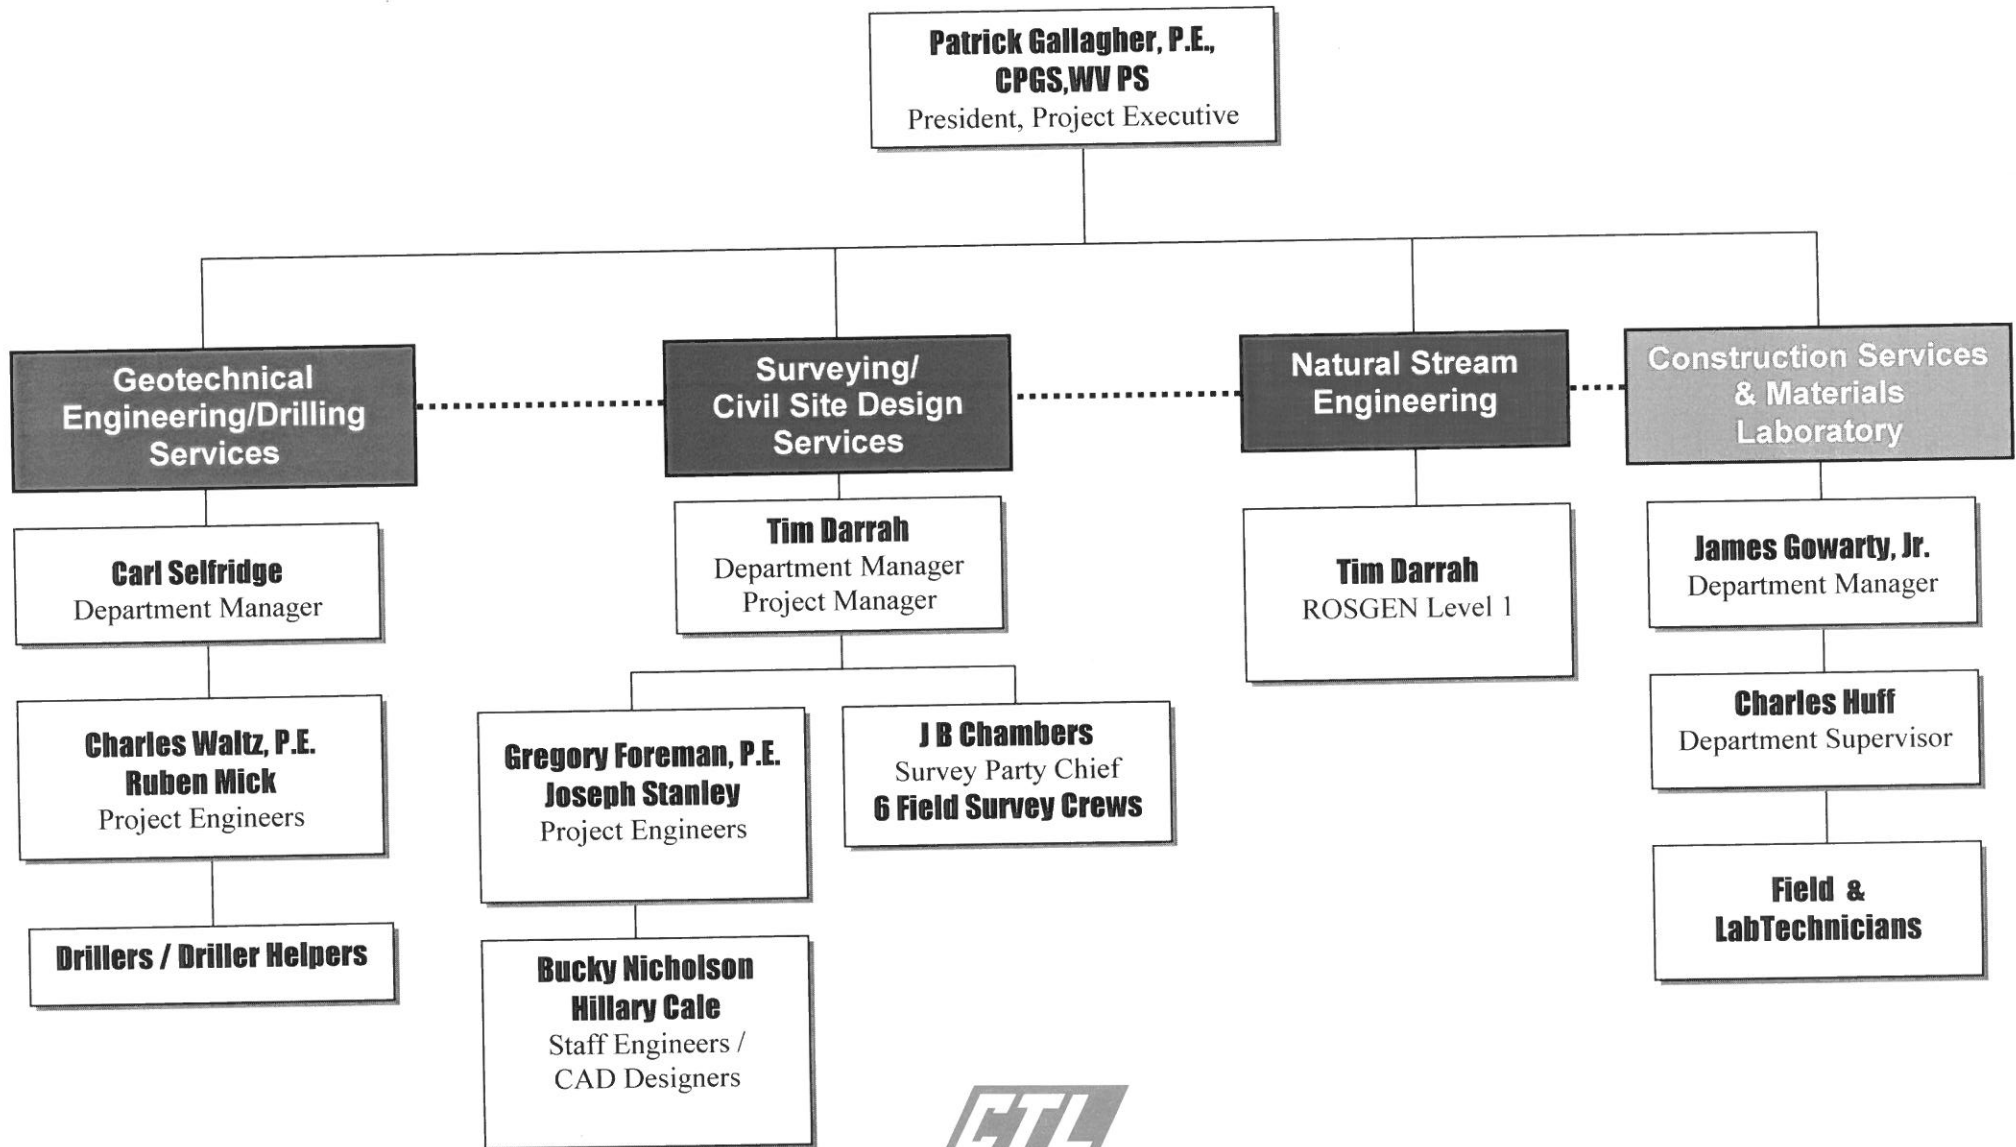 Patrick Gallagher, P.E.,
CPGS,WV PS
President, Project Executive
Geotechnical
Engineering/Drilling
Services
Surveying/
Civil Site Design
Services
Natural Stream
Engineering
Construction Services
& Materials
Laboratory
Carl Selfridge
Department Manager
Charles Waltz, P.E.
Ruben Mick
Project Engineers
Drillers / Driller Helpers
Tim Darrah
Department Manager
Project Manager
Gregory Foreman, P.E.
Joseph Stanley
Project Engineers
Bucky Nicholson
Hillary Cale
Staff Engineers /
CAD Designers
J B Chambers
Survey Party Chief
6 Field Survey Crews
Tim Darrah
ROSGEN Level 1
James Gowarty, Jr.
Department Manager
Charles Huff
Department Supervisor
Field &
LabTechnicians
CTL